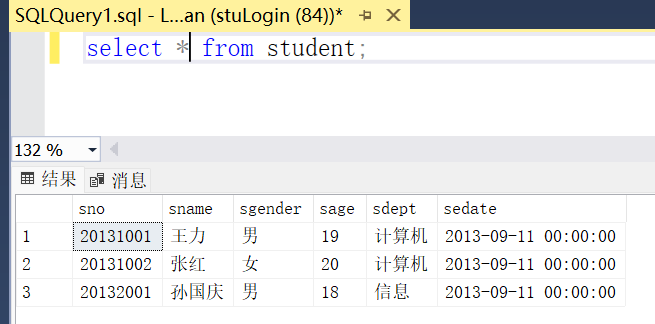 SQLQuery1.sql - L...an (stuLogin (84))*
select * from student;
132 %
结果 消息
sno sname sgender sage sdept sedate
1 20131001 王力 男 19 计算机 2013-09-11 00:00:00
2 20131002 张红 女 20 计算机 2013-09-11 00:00:00
3 20132001 孙国庆 男 18 信息 2013-09-11 00:00:00